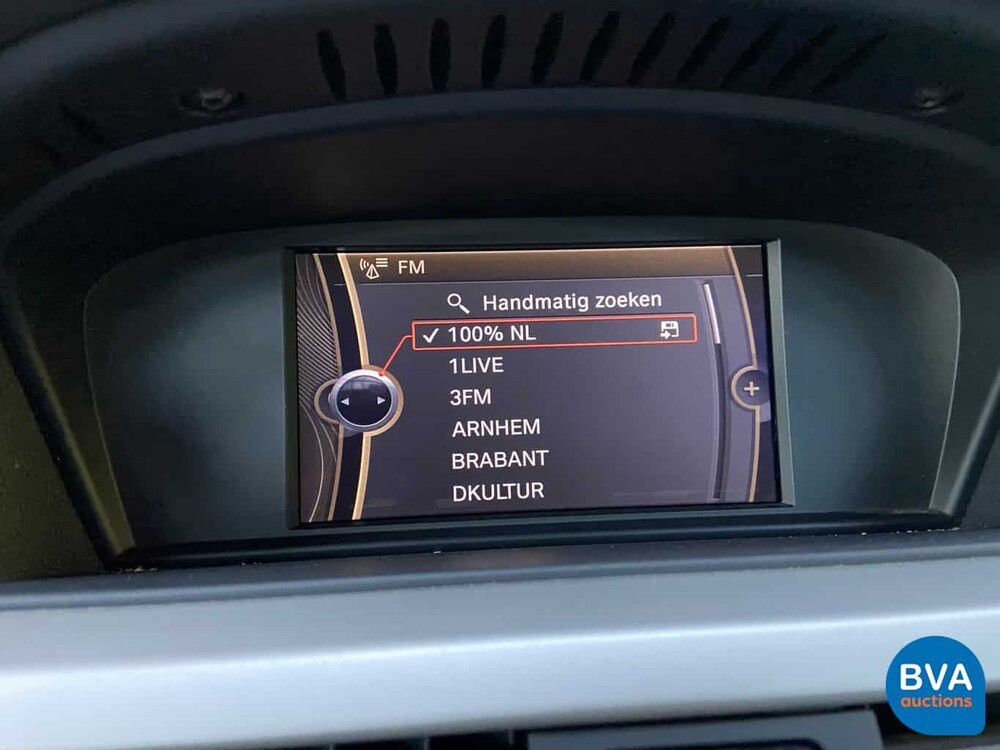 FM
Handmatig zoeken
100% NL
1LIVE
3FM
ARNHEM
BRABANT
DKULTUR
BVA
auctions